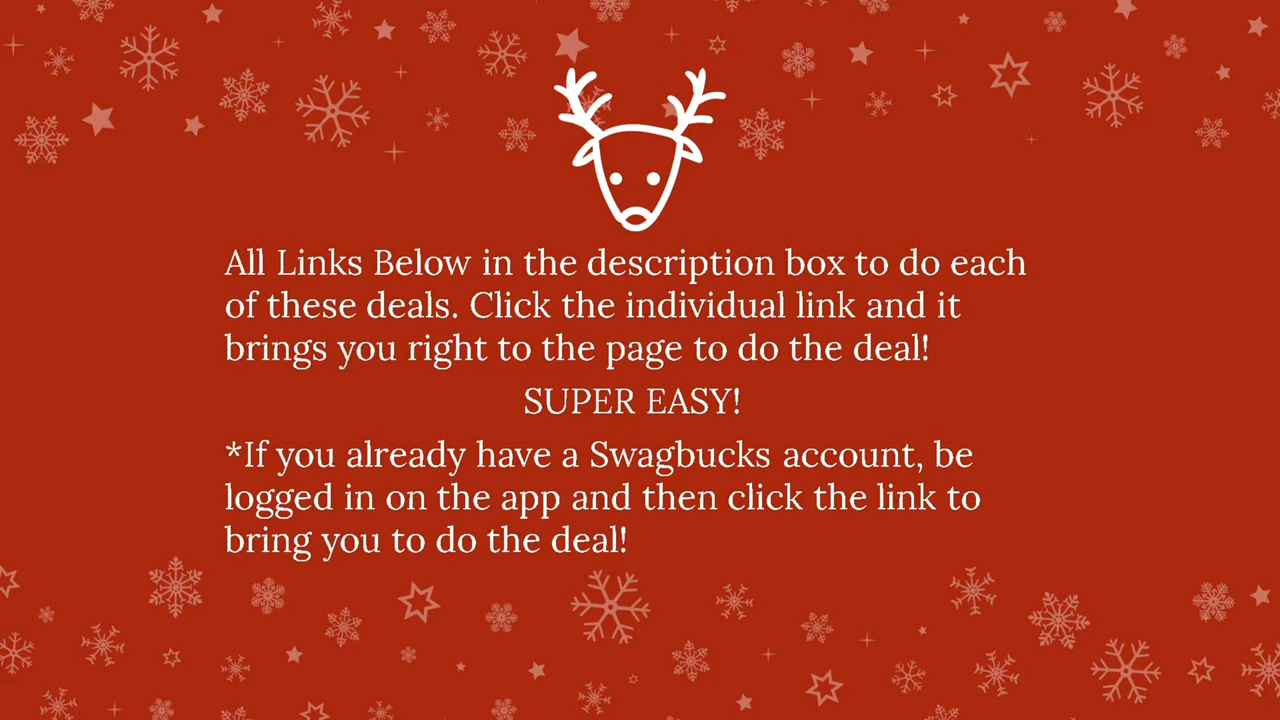 All Links Below in the description box to do each
of these deals. Click the individual link and it
brings you right to the page to do the deal!
SUPER EASY!
*If you already have a Swagbucks account, be
logged in on the app and then click the link to
bring you to do the deal!